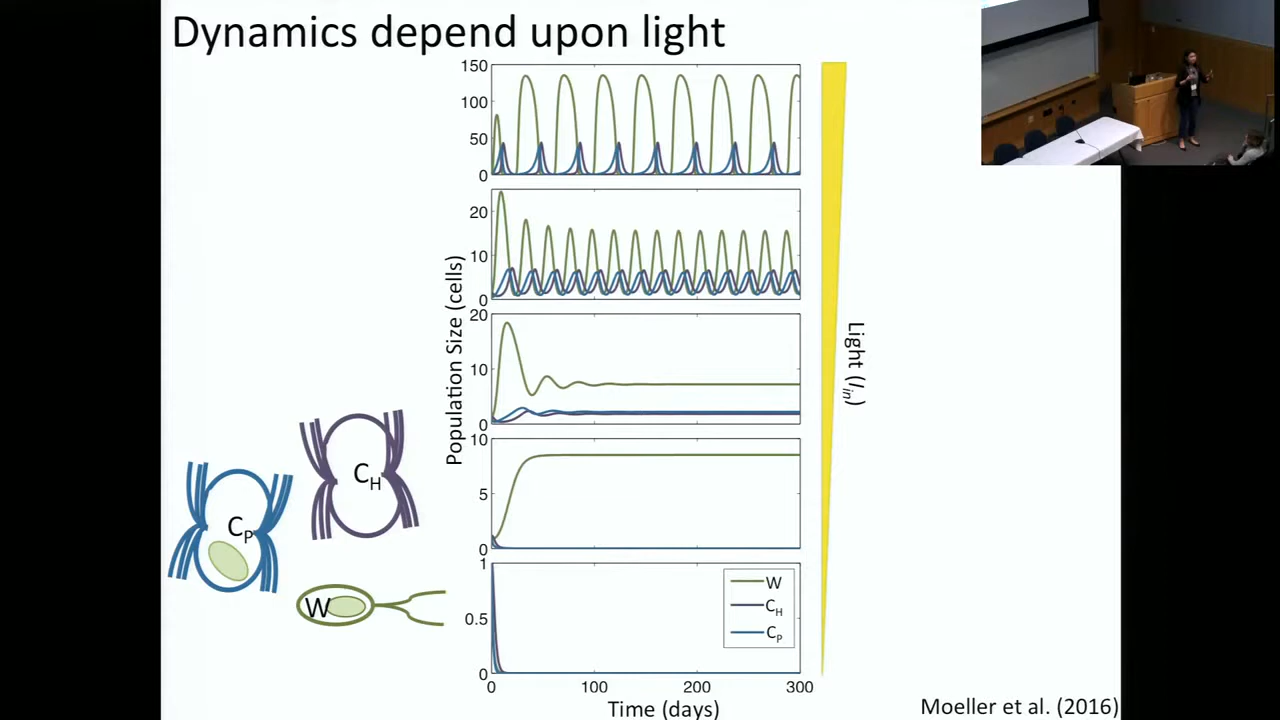 Dynamics depend upon light
150
100
50
0
20
10
0
20
10
0
10
5
0
1
0.5
0
0 100 200 300
Time (days)
Population Size (cells)
Light (I_in)
W
C_H
C_P
C_H
C_P
W
Moeller et al. (2016)